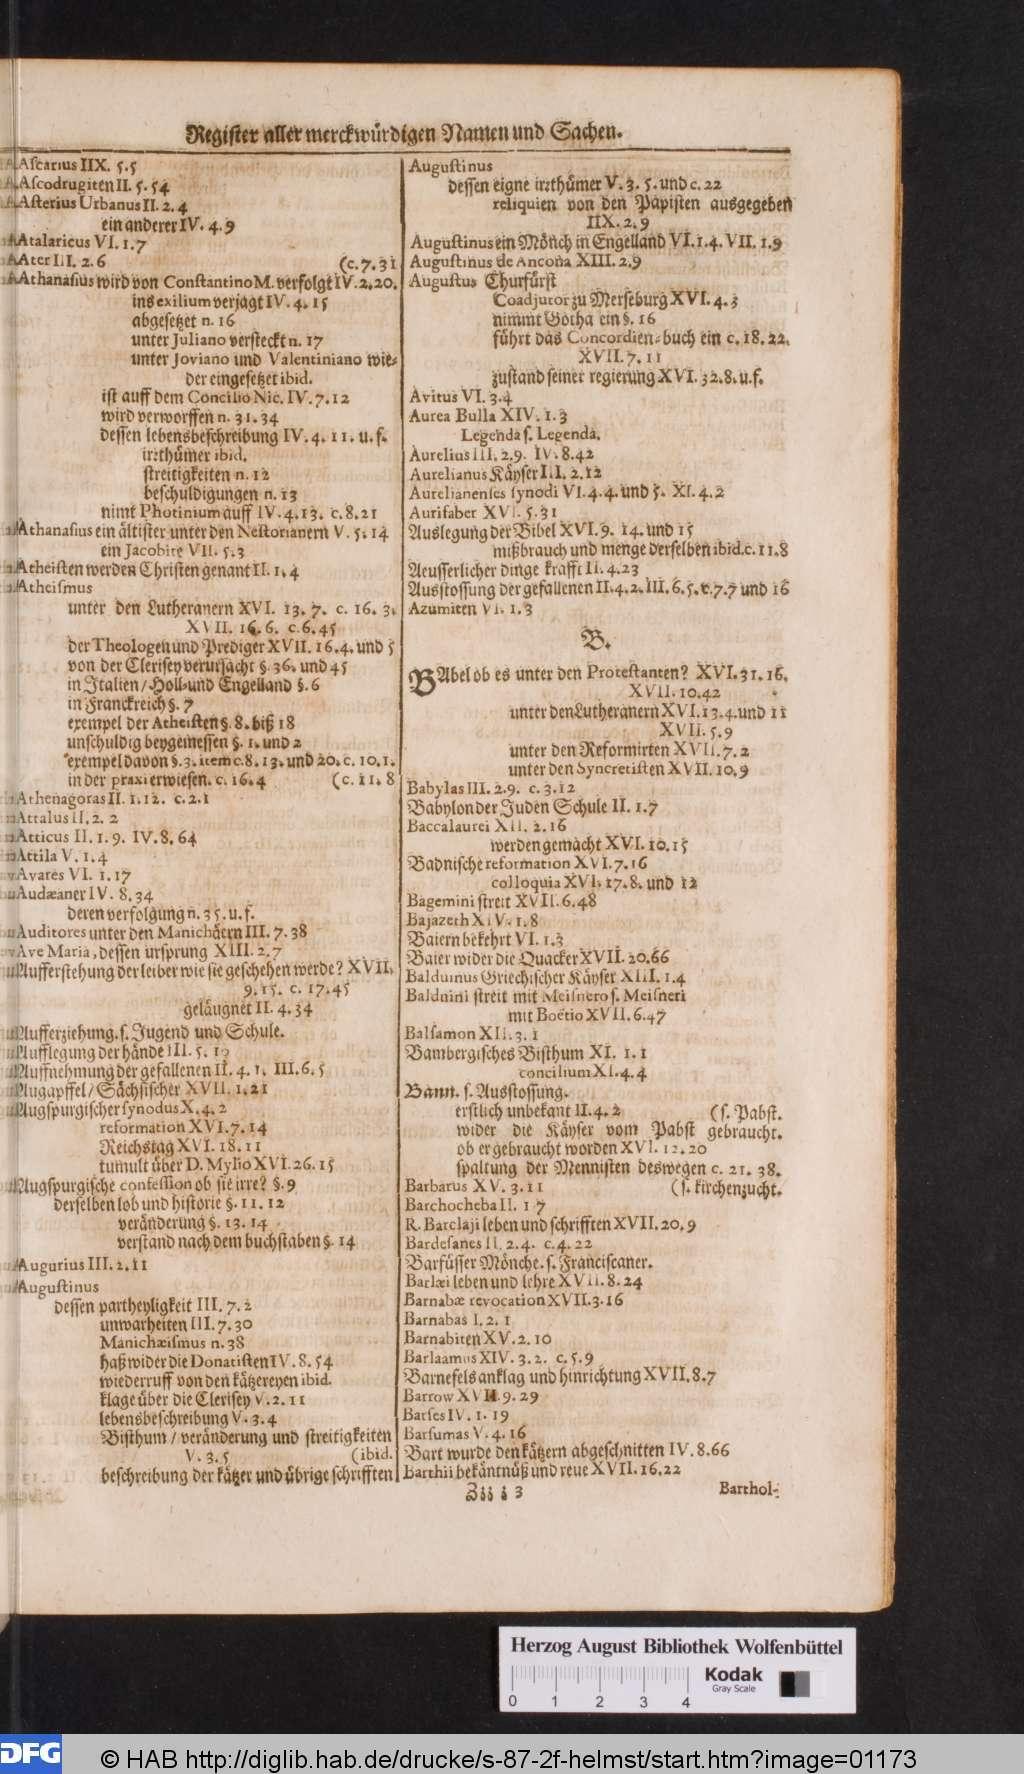 Register aller merckwürdigen Namen und Sachen.
Ascarius IIX. 5. 5
Ascodrugiten II. 5. 54
Asterius Urbanus II. 2. 4
ein anderer IV. 4. 9
Atalaricus VI. 1. 7
Ater III. 2. 6 (c. 7. 31
Athanasius wird von Constantino M. verfolgt IV. 2. 20.
ins exilium verjagt IV. 4. 15
abgesetzet n. 16
unter Juliano versteckt n. 17
unter Joviano und Valentiniano wie-
der eingesetzet ibid.
ist auff dem Concilio Nic. IV. 7. 12
wird verworffen n. 31. 34
dessen lebensbeschreibung IV. 4. 11. u. f.
irrthümer ibid.
streitigkeiten n. 12
beschuldigungen n. 13
nimt Photinium auff IV. 4. 13. c. 8. 21
Athanasius ein ältister unter den Nestorianern V. 5. 14
ein Jacobite VII. 5. 3
Atheisten werden Christen genant II. 1. 4
Atheismus
unter den Lutheranern XVI. 13. 7. c. 16. 3.
XVII. 16. 6. c. 6. 45
der Theologen und Prediger XVII. 16. 4. und 5
von der Clerisey verursacht §. 36. und 45
in Italien / Holl- und Engelland §. 6
in Franckreich §. 7
exempel der Atheisten §. 8. biß 18
unschuldig beygemessen §. 1. und 2
exempel davon §. 3. item c. 8. 13. und 20. c. 10. 1.
in der praxi erwiesen. c. 16. 4 (c. 11. 8
Athenagoras II. 1. 12. c. 2. 1
Attalus II. 2. 2
Atticus II. 1. 9. IV. 8. 64
Attila V. 1. 4
Avares VI. 1. 17
Audæaner IV. 8. 34
deren verfolgung n. 35. u. f.
Auditores unter den Manichäern III. 7. 38
Ave Maria, dessen ursprung XIII. 2. 7
Aufferstehung der leiber wie sie geschehen werde? XVII.
9. 15. c. 17. 45
geläugnet II. 4. 34
Aufferziehung. s. Jugend und Schule.
Aufflegung der hände III. 5.
Auffnehmung der gefallenen II. 4. 1. III. 6. 5
Augapffel / Sächsischer XVII. 1. 21
Augspurgischer synodus X. 4. 2
reformation XVI. 7. 14
Reichstag XVI. 18. 11
tumult über D. Mylio XVI. 26. 15
Augspurgische confession ob sie irre? §. 9
derselben lob und historie §. 11. 12
veränderung §. 13. 14
verstand nach dem buchstaben §. 14
Augurius III. 2. 11
Augustinus
dessen partheyligkeit III. 7. 2
unwarheiten III. 7. 30
Manichæismus n. 38
haß wider die Donatisten IV. 8. 54
wiederruff von den kätzereyen ibid.
klage über die Clerisey V. 2. 11
lebensbeschreibung V. 3. 4
Bisthum / veränderung und streitigkeiten
V. 3. 5 (ibid.
beschreibung der kätzer und übrige schrifften
Augustinus
dessen eigne irrthümer V. 3. 5. und c. 22
reliquien von den Papisten ausgegeben
IIX. 2. 9
Augustinus ein Mönch in Engelland VI. 1. 4. VII. 1. 9
Augustinus de Ancona XIII. 2. 9
Augustus Churfürst
Coadjutor zu Merseburg XVI. 4. 3
nimmt Gotha ein §. 16
führt das Concordien-buch ein c. 18. 22.
XVII. 7. 11
zustand seiner regierung XVI. 32. 8. u. f.
Avitus VI. 3. 4
Aurea Bulla XIV. 1. 3
Legenda s. Legenda.
Aurelius III. 2. 9. IV. 8. 42
Aurelianus Käyser III. 2. 12
Aurelianenses synodi VI. 4. 4. und 5. XI. 4. 2
Aurifaber XVI. 5. 31
Auslegung der Bibel XVI. 9. 14. und 15
mißbrauch und menge derselben ibid. c. 11. 8
Aeusserlicher dinge krafft II. 4. 23
Ausstossung der gefallenen II. 4. 2. III. 6. 5. c. 7. 7 und 16
Azumiten VI. 1. 3
B.
BAbel ob es unter den Protestanten? XVI. 31. 16.
XVII. 10. 42
unter den Lutheranern XVI. 13. 4. und 11
XVII. 5. 9
unter den Reformirten XVII. 7. 2
unter den Syncretisten XVII. 10. 9
Babylas III. 2. 9. c. 3. 12
Babylon der Juden Schule II. 1. 7
Baccalaurei XII. 2. 16
werden gemacht XVI. 10. 15
Badnische reformation XVI. 7. 16
colloquia XVI. 17. 8. und 12
Bagemini streit XVII. 6. 48
Bajazeth XIV. 1. 8
Baiern bekehrt VI. 1. 3
Baier wider die Quacker XVII. 20. 66
Balduinus Griechischer Käyser XIII. 1. 4
Balduini streit mit Meisnero s. Meisneri
mit Boetio XVII. 6. 47
Balsamon XII. 3. 1
Bambergisches Bisthum XI. 1. 1
concilium XI. 4. 4
Bann. s. Ausstossung.
erstlich unbekant II. 4. 2 (s. Pabst.
wider die Käyser vom Pabst gebraucht.
ob er gebraucht worden XVI. 12. 20
spaltung der Mennisten deswegen c. 21. 38.
Barbarus XV. 3. 11 (s. kirchenzucht.
Barchocheba II. 1 7
R. Barclaji leben und schrifften XVII. 20. 9
Bardesanes II. 2. 4. c. 4. 22
Barfüsser Mönche. s. Franciscaner.
Barlæi leben und lehre XVII. 8. 24
Barnabæ revocation XVII. 3. 16
Barnabas I. 2. 1
Barnabiten XV. 2. 10
Barlaamus XIV. 3. 2. c. 5. 9
Barnefels anklag und hinrichtung XVII. 8. 7
Barrow XVII. 9. 29
Barses IV. 1. 19
Barsumas V. 4. 16
Bart wurde den kätzern abgeschnitten IV. 8. 66
Barthii bekäntnüß und reue XVII. 16. 22
Ziiii 3 Barthol-
Herzog August Bibliothek Wolfenbüttel
Kodak
Gray Scale
0 1 2 3 4
DFG © HAB http://diglib.hab.de/drucke/s-87-2f-helmst/start.htm?image=01173